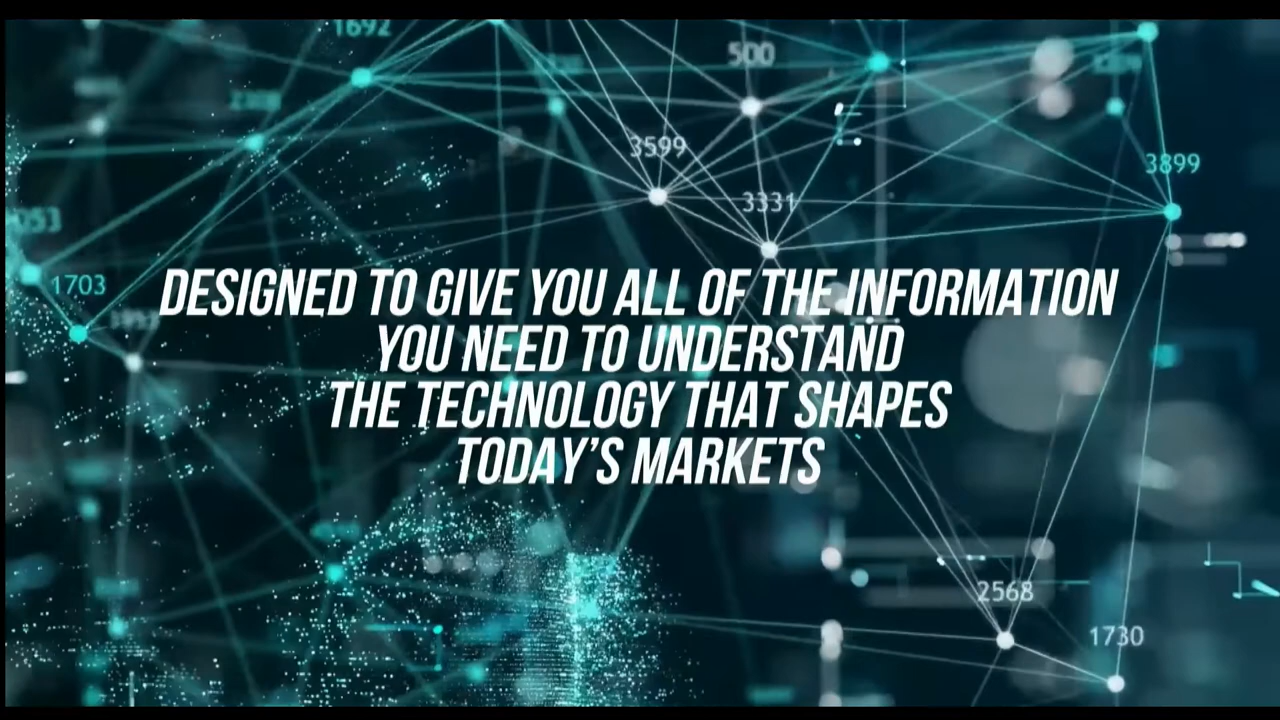 1692
500
3599
3899
3331
1703
DESIGNED TO GIVE YOU ALL OF THE INFORMATION
YOU NEED TO UNDERSTAND
THE TECHNOLOGY THAT SHAPES
TODAY’S MARKETS
2568
1730